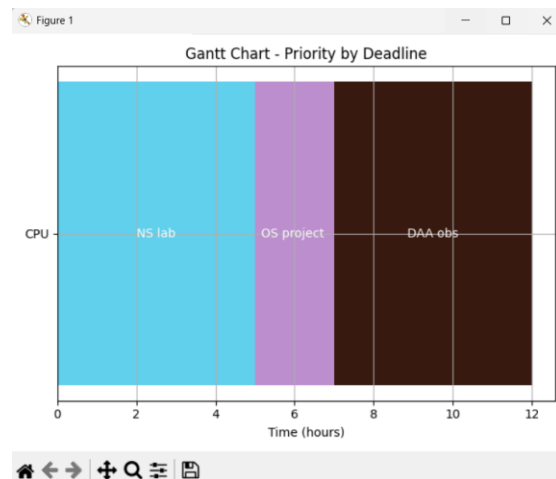 Figure 1
Gantt Chart - Priority by Deadline
CPU
NS lab
OS project
DAA obs
0 2 4 6 8 10 12
Time (hours)